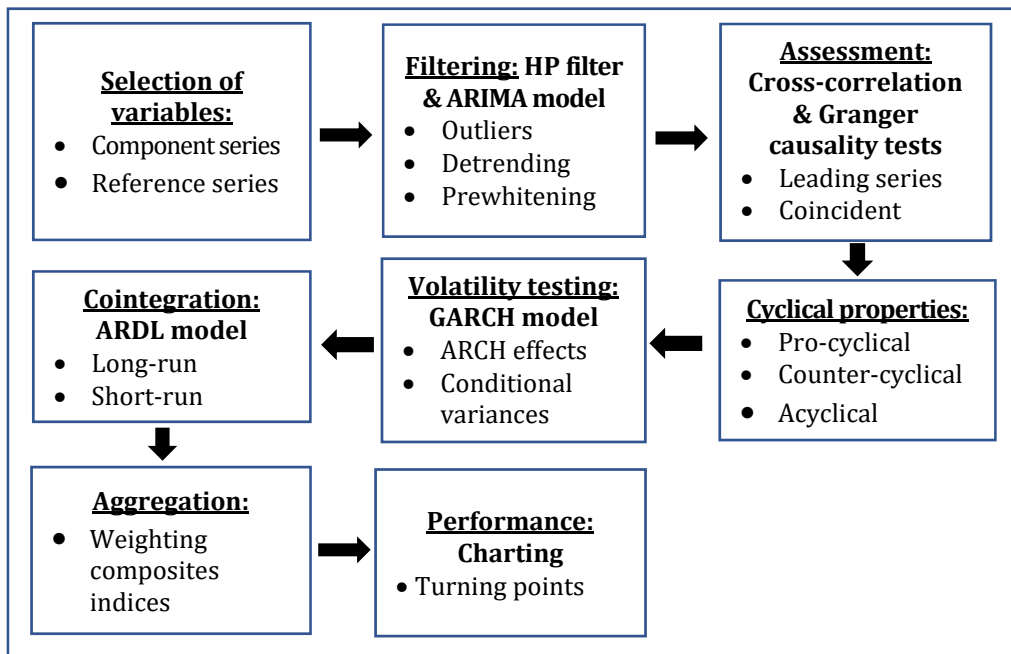 Selection of
variables:
• Component series
• Reference series
Filtering: HP filter
& ARIMA model
• Outliers
• Detrending
• Prewhitening
Assessment:
Cross-correlation
& Granger
causality tests
• Leading series
• Coincident
Cyclical properties:
• Pro-cyclical
• Counter-cyclical
• Acyclical
Volatility testing:
GARCH model
• ARCH effects
• Conditional
variances
Cointegration:
ARDL model
• Long-run
• Short-run
Aggregation:
• Weighting
composites
indices
Performance:
Charting
• Turning points